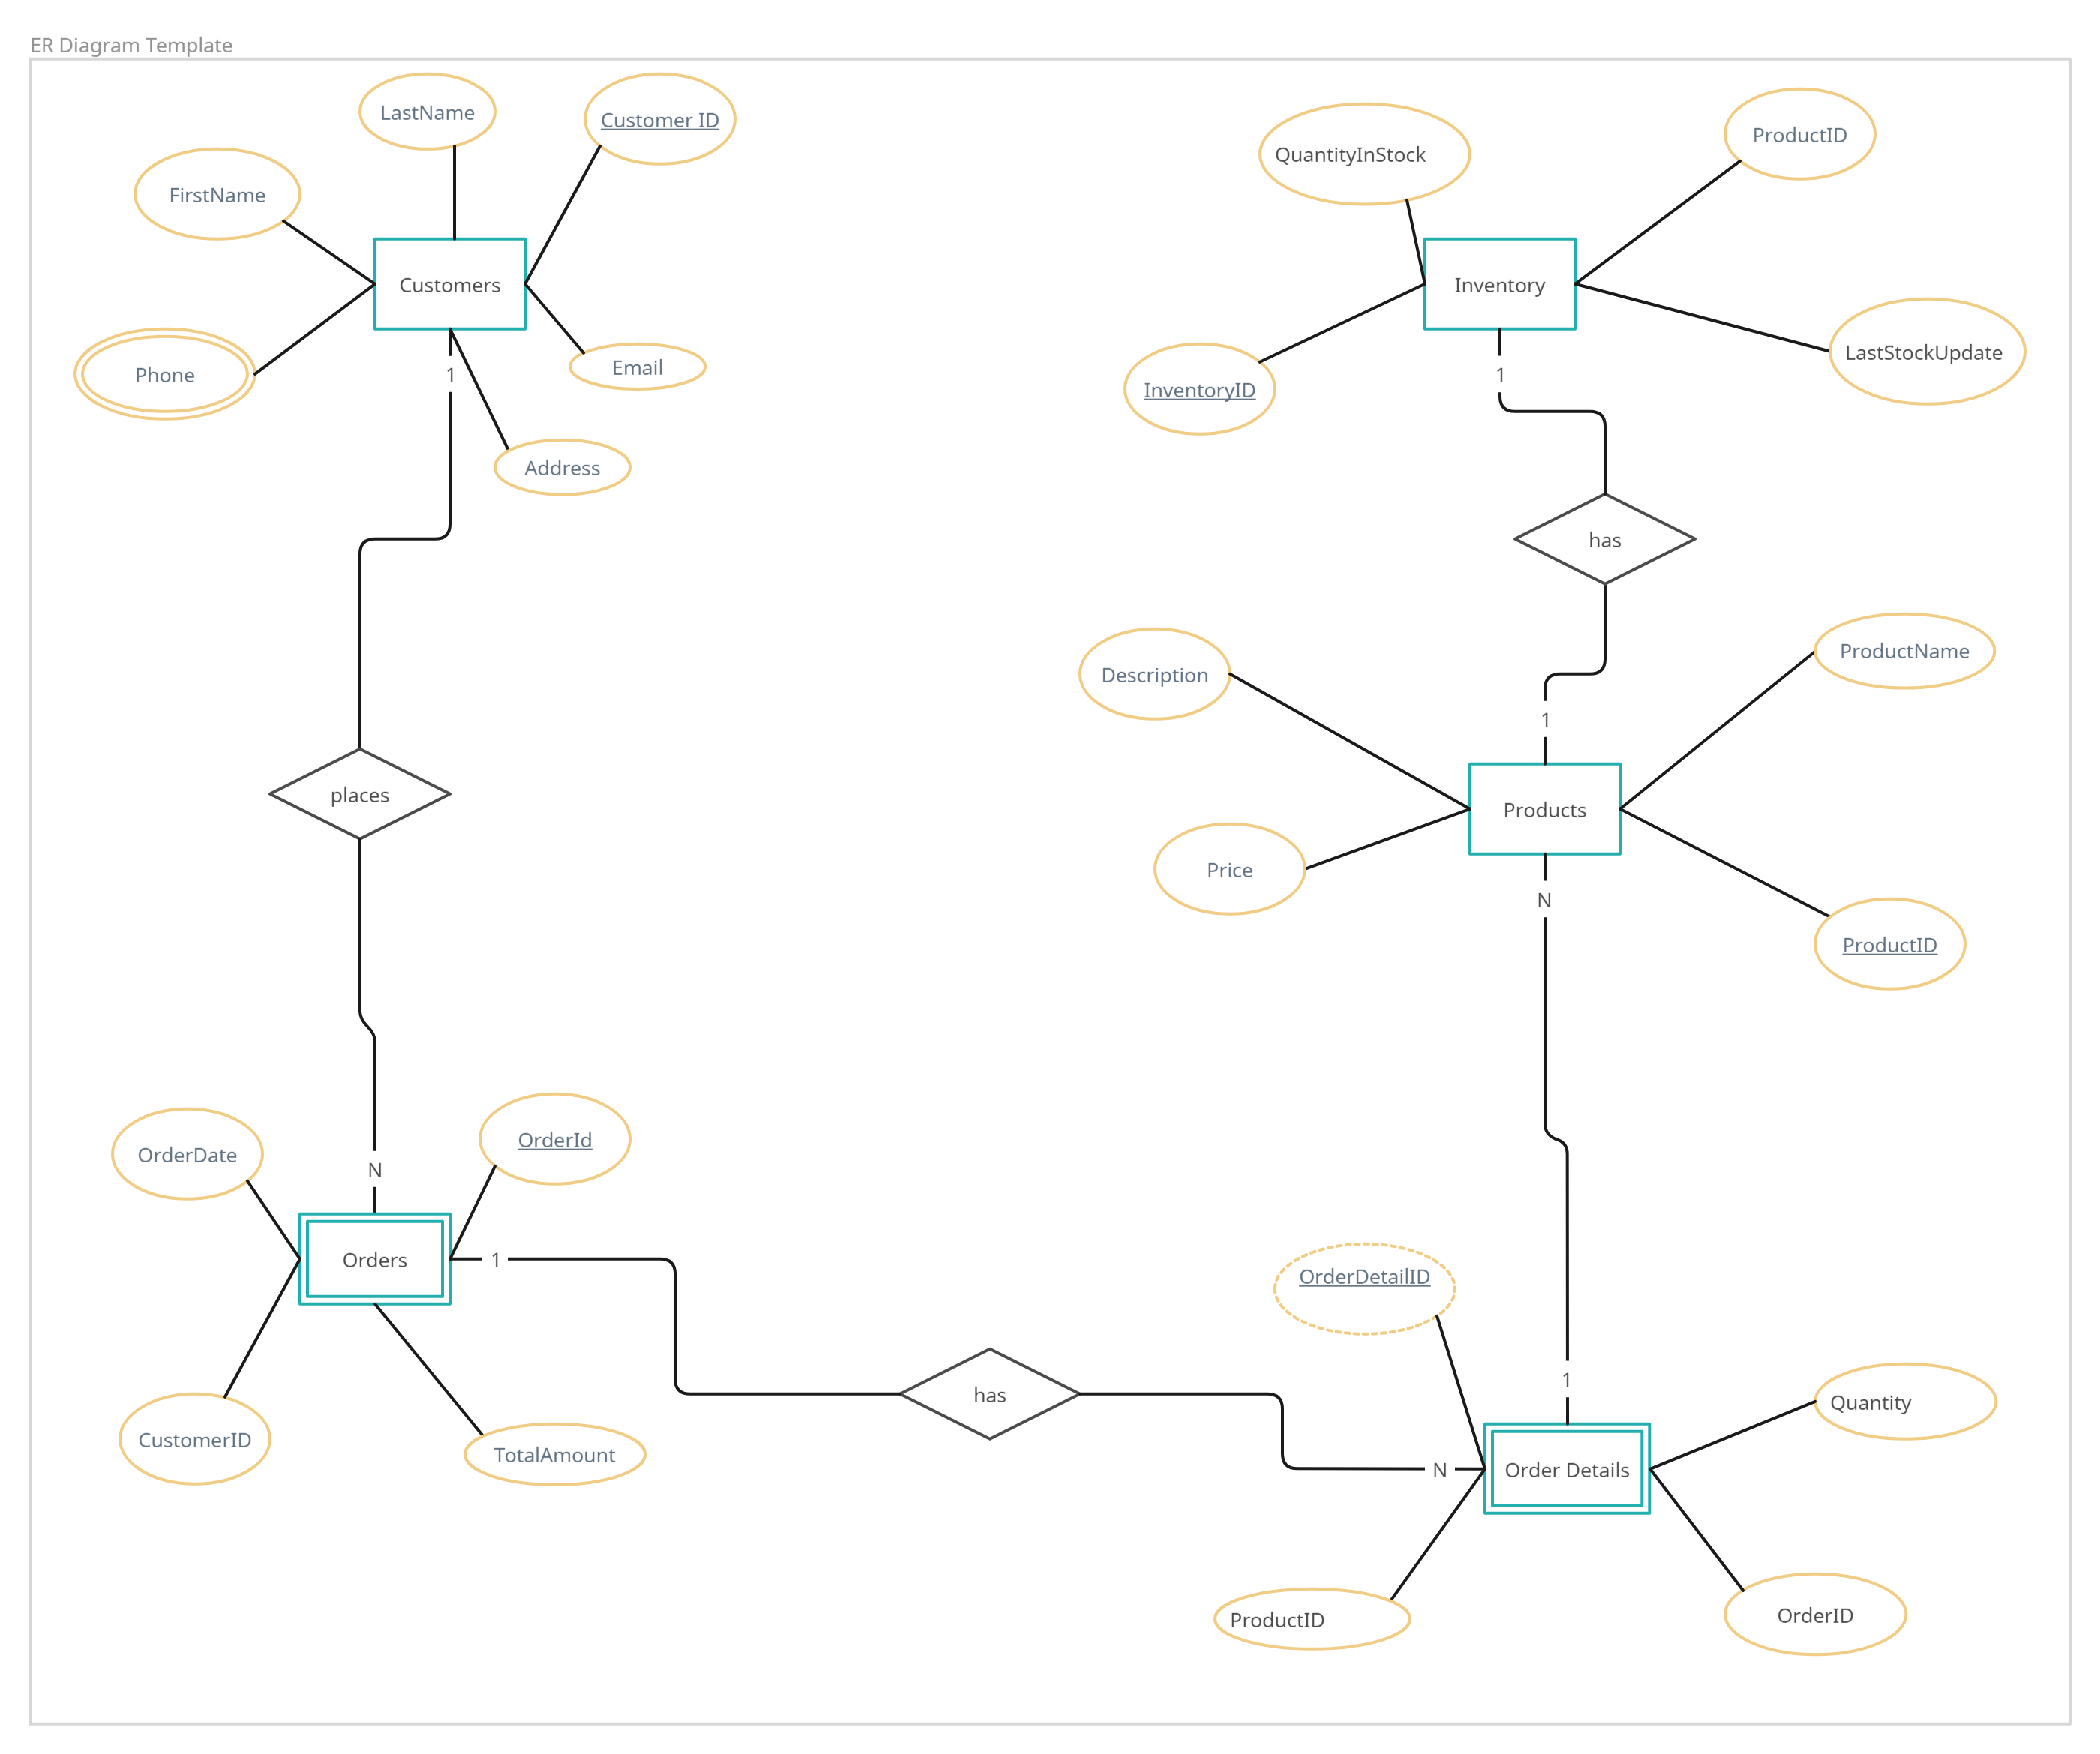 ER Diagram Template
LastName
Customer ID
FirstName
Customers
Phone
1
Email
Address
QuantityInStock
ProductID
Inventory
LastStockUpdate
InventoryID
1
has
Description
ProductName
1
places
Products
Price
N
ProductID
OrderDate
OrderId
N
Orders
1
CustomerID
TotalAmount
has
OrderDetailID
1
Quantity
N
Order Details
ProductID
OrderID